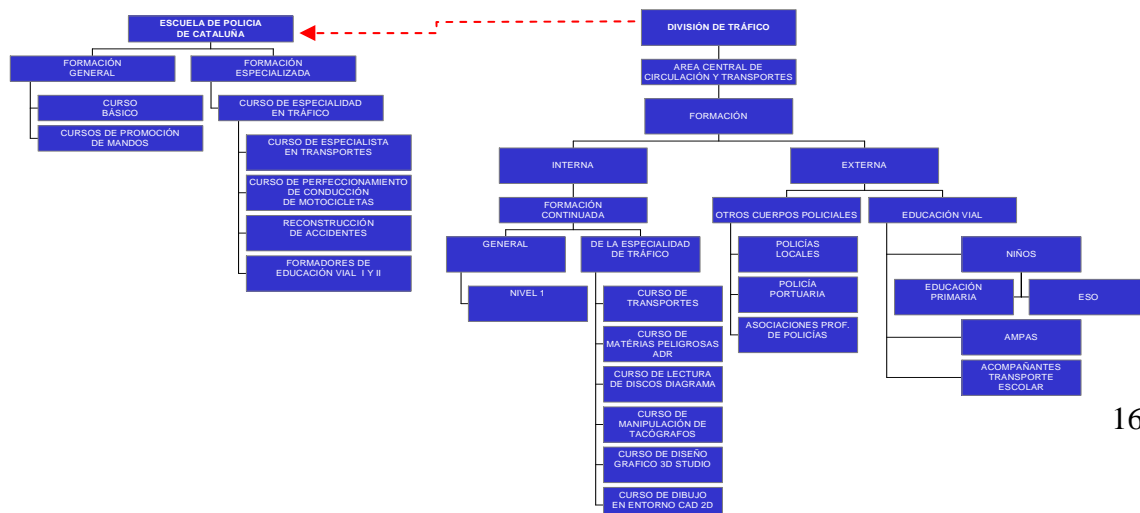 ESCUELA DE POLICIA
DE CATALUÑA
FORMACIÓN
GENERAL
CURSO
BÁSICO
CURSOS DE PROMOCIÓN
DE MANDOS
FORMACIÓN
ESPECIALIZADA
CURSO DE ESPECIALIDAD
EN TRÁFICO
CURSO DE ESPECIALISTA
EN TRANSPORTES
CURSO DE PERFECCIONAMIENTO
DE CONDUCCIÓN
DE MOTOCICLETAS
RECONSTRUCCIÓN
DE ACCIDENTES
FORMADORES DE
EDUCACIÓN VIAL I Y II
DIVISIÓN DE TRÁFICO
AREA CENTRAL DE
CIRCULACIÓN Y TRANSPORTES
FORMACIÓN
INTERNA
FORMACIÓN
CONTINUADA
GENERAL
NIVEL 1
DE LA ESPECIALIDAD
DE TRÁFICO
CURSO DE
TRANSPORTES
CURSO DE
MATÉRIAS PELIGROSAS
ADR
CURSO DE LECTURA
DE DISCOS DIAGRAMA
CURSO DE
MANIPULACIÓN DE
TACÓGRAFOS
CURSO DE DISEÑO
GRAFICO 3D STUDIO
CURSO DE DIBUJO
EN ENTORNO CAD 2D
EXTERNA
OTROS CUERPOS POLICIALES
POLICÍAS
LOCALES
POLICÍA
PORTUARIA
ASOCIACIONES PROF.
DE POLICÍAS
EDUCACIÓN VIAL
NIÑOS
EDUCACIÓN
PRIMARIA
ESO
AMPAS
ACOMPAÑANTES
TRANSPORTE
ESCOLAR
16